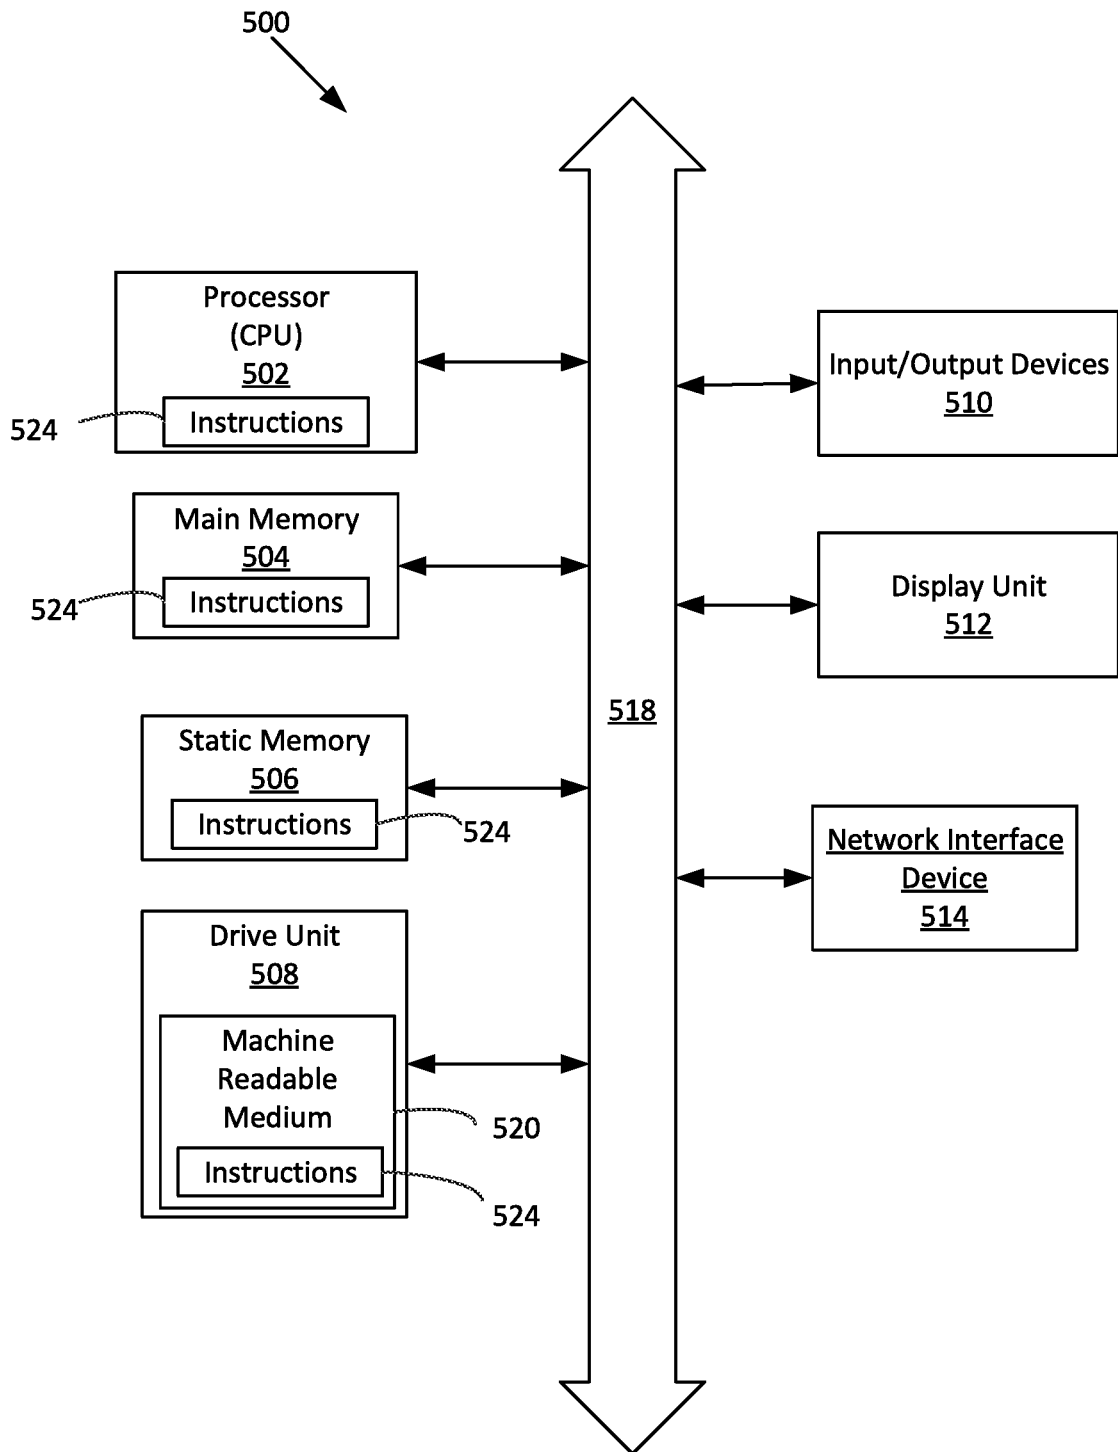 500
Processor
(CPU)
502
Instructions
524
Main Memory
504
Instructions
524
Static Memory
506
Instructions
524
Drive Unit
508
Machine
Readable
Medium
520
Instructions
524
518
Input/Output Devices
510
Display Unit
512
Network Interface
Device
514